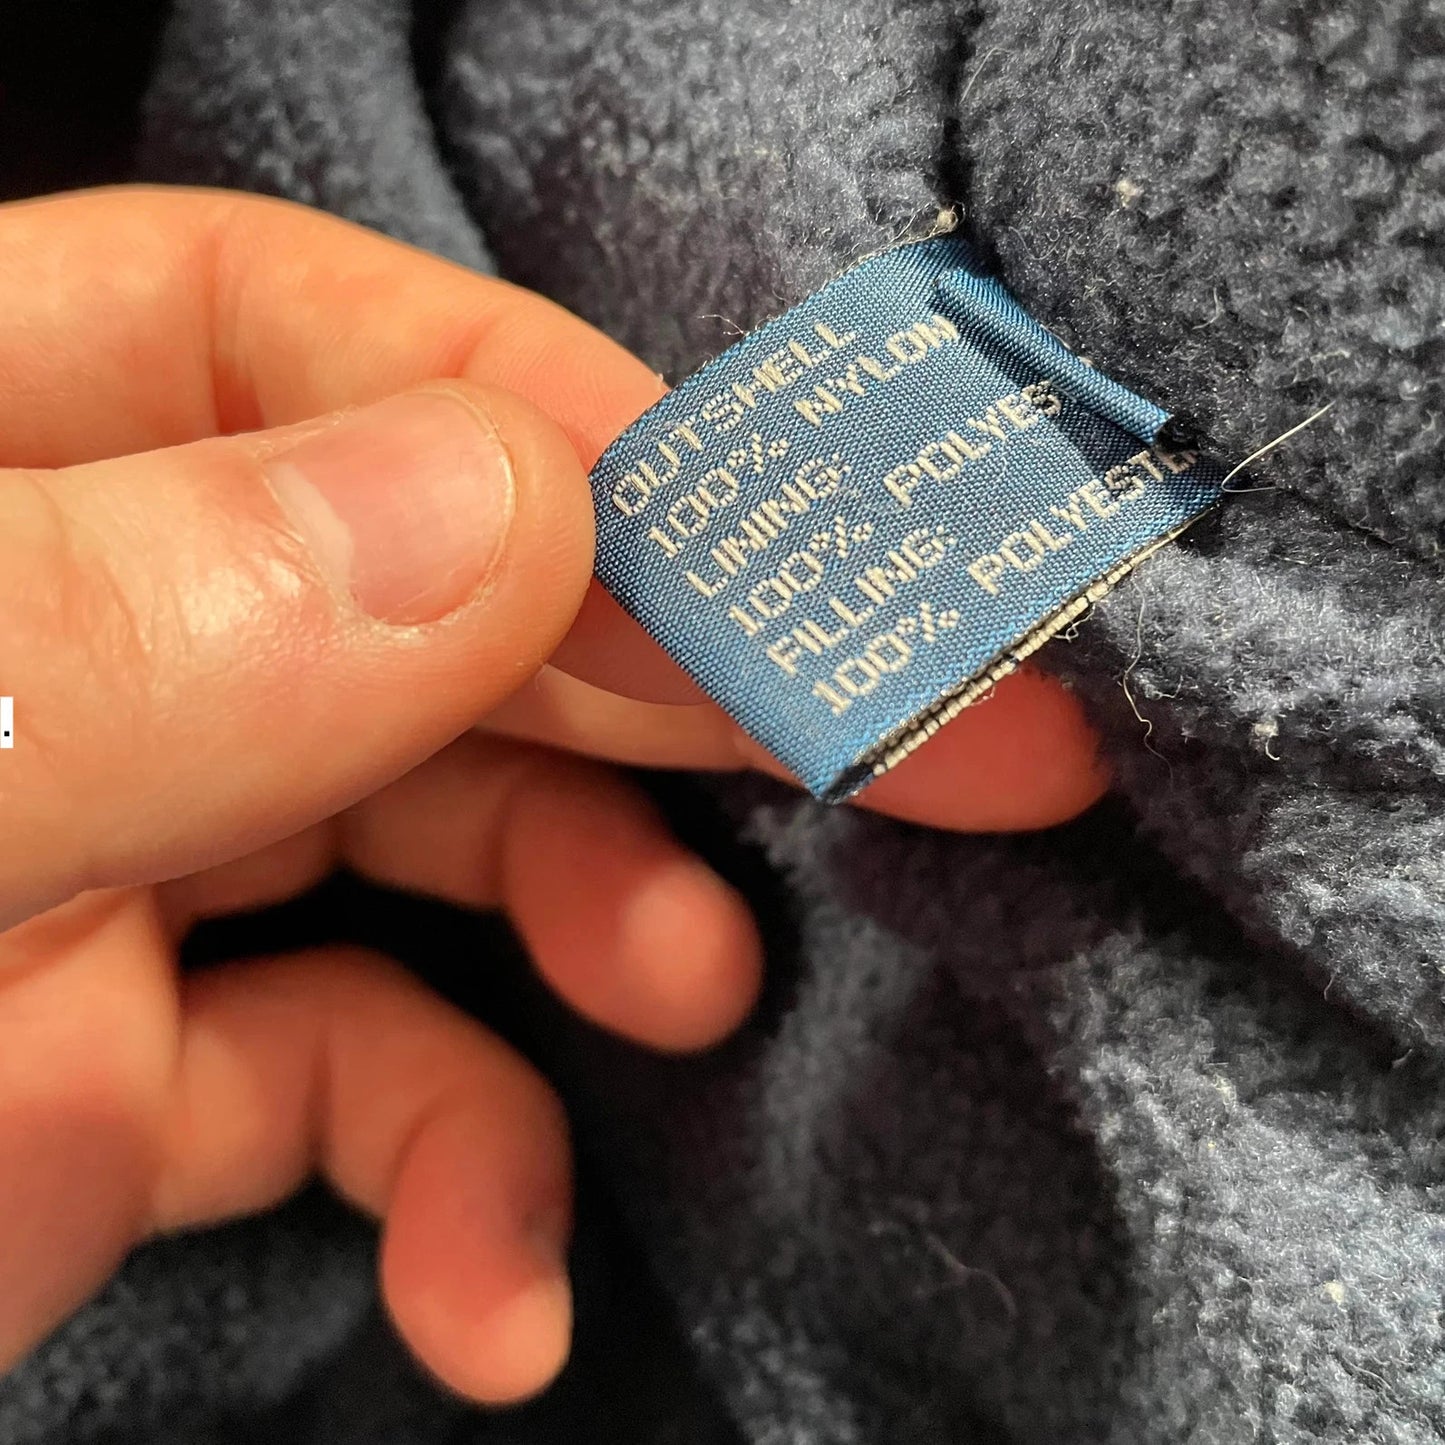 OUTSHELL
100% NYLON
LINING:
100% POLYES
FILLING:
100% POLYESTE
.